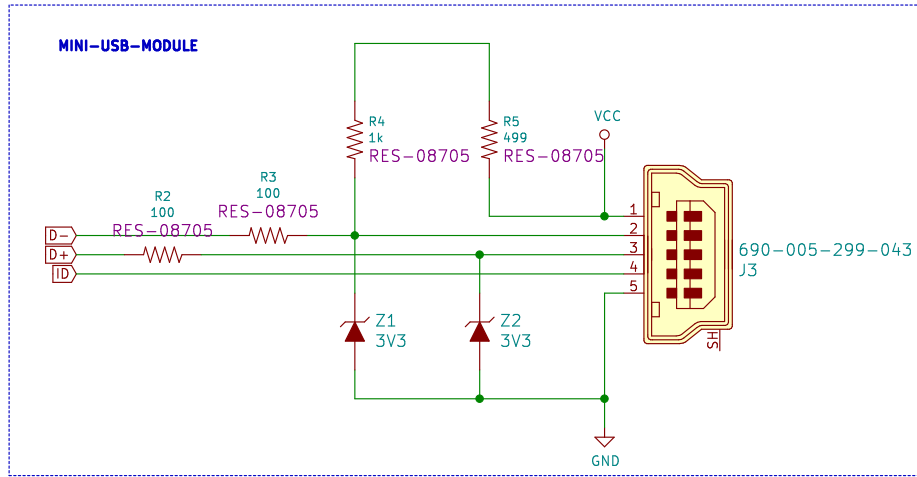 MINI-USB-MODULE
R4
1k
RES-08705
R5
499
RES-08705
VCC
R3
100
RES-08705
R2
100
RES-08705
D-
D+
ID
1
2
3
4
5
690-005-299-043
J3
SH
Z1
3V3
Z2
3V3
GND